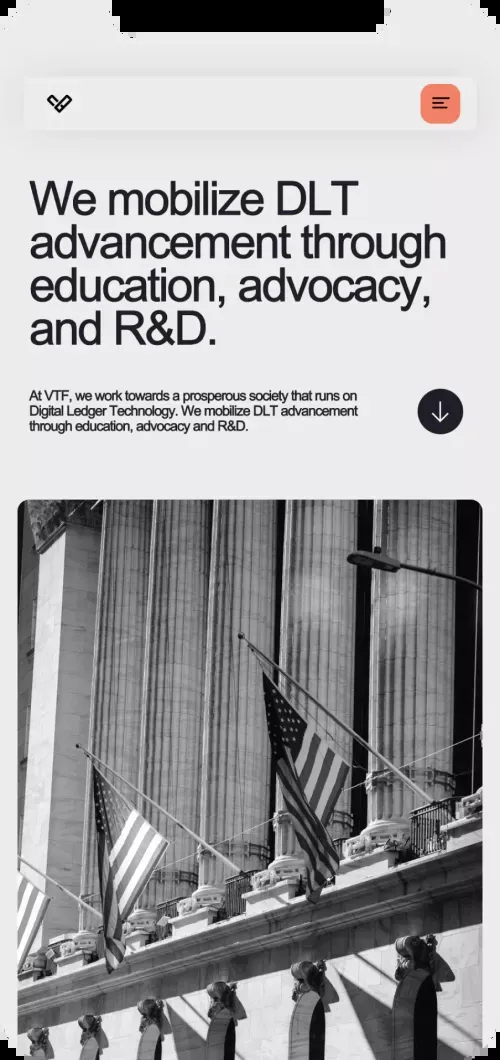 We mobilize DLT
advancement through
education, advocacy,
and R&D.
At VTF, we work towards a prosperous society that runs on
Digital Ledger Technology. We mobilize DLT advancement
through education, advocacy and R&D.